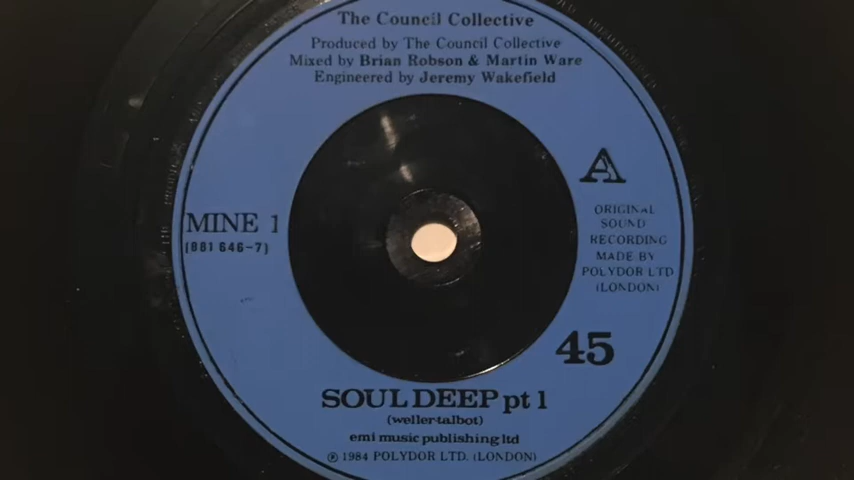 The Council Collective
Produced by The Council Collective
Mixed by Brian Robson & Martin Ware
Engineered by Jeremy Wakefield
A
MINE 1
(881 646-7)
ORIGINAL
SOUND
RECORDING
MADE BY
POLYDOR LTD
(LONDON)
45
SOUL DEEP pt 1
(weller-talbot)
emi music publishing ltd
℗ 1984 POLYDOR LTD. (LONDON)